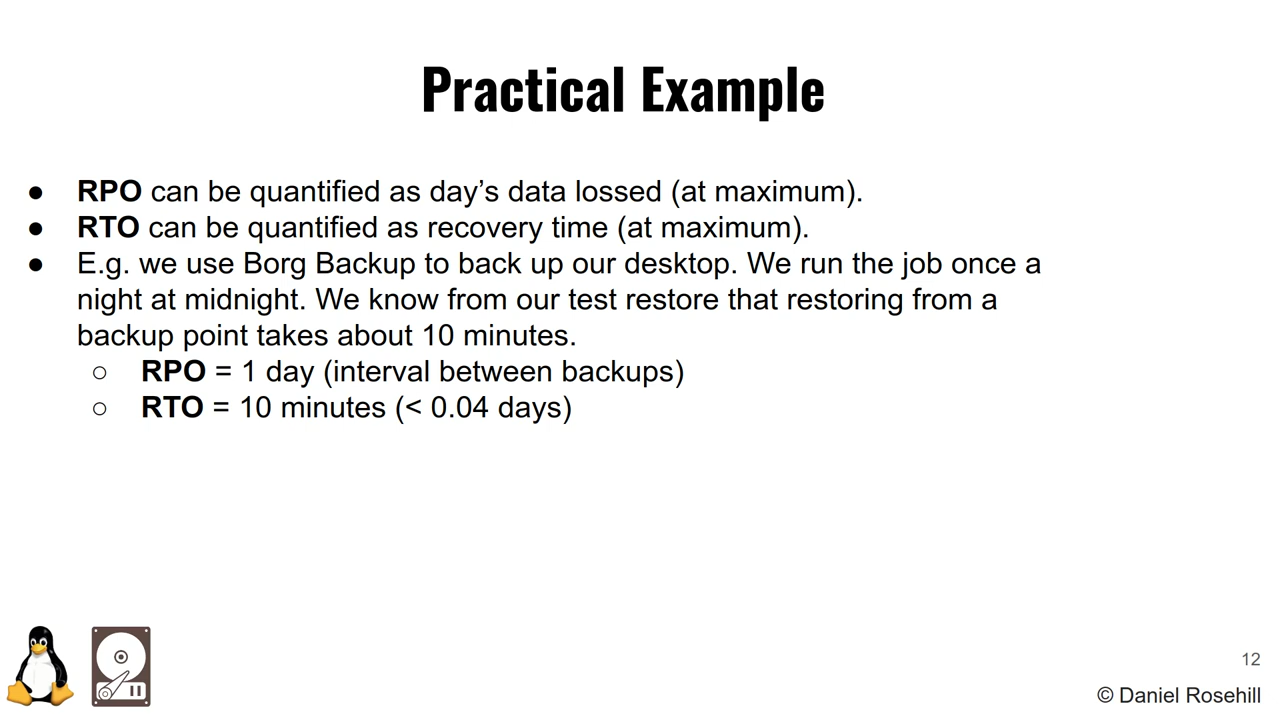 Practical Example
● RPO can be quantified as day’s data lossed (at maximum).
● RTO can be quantified as recovery time (at maximum).
● E.g. we use Borg Backup to back up our desktop. We run the job once a
night at midnight. We know from our test restore that restoring from a
backup point takes about 10 minutes.
○ RPO = 1 day (interval between backups)
○ RTO = 10 minutes (< 0.04 days)
12
© Daniel Rosehill